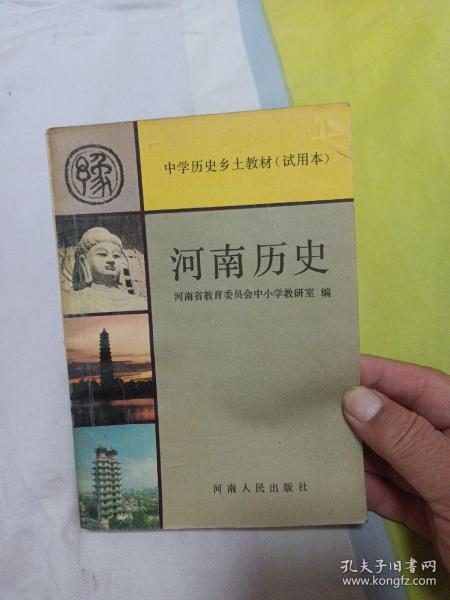 豫
中学历史乡土教材（试用本）
河南历史
河南省教育委员会中小学教研室 编
河南人民出版社
孔夫子旧书网
www.kongfz.com